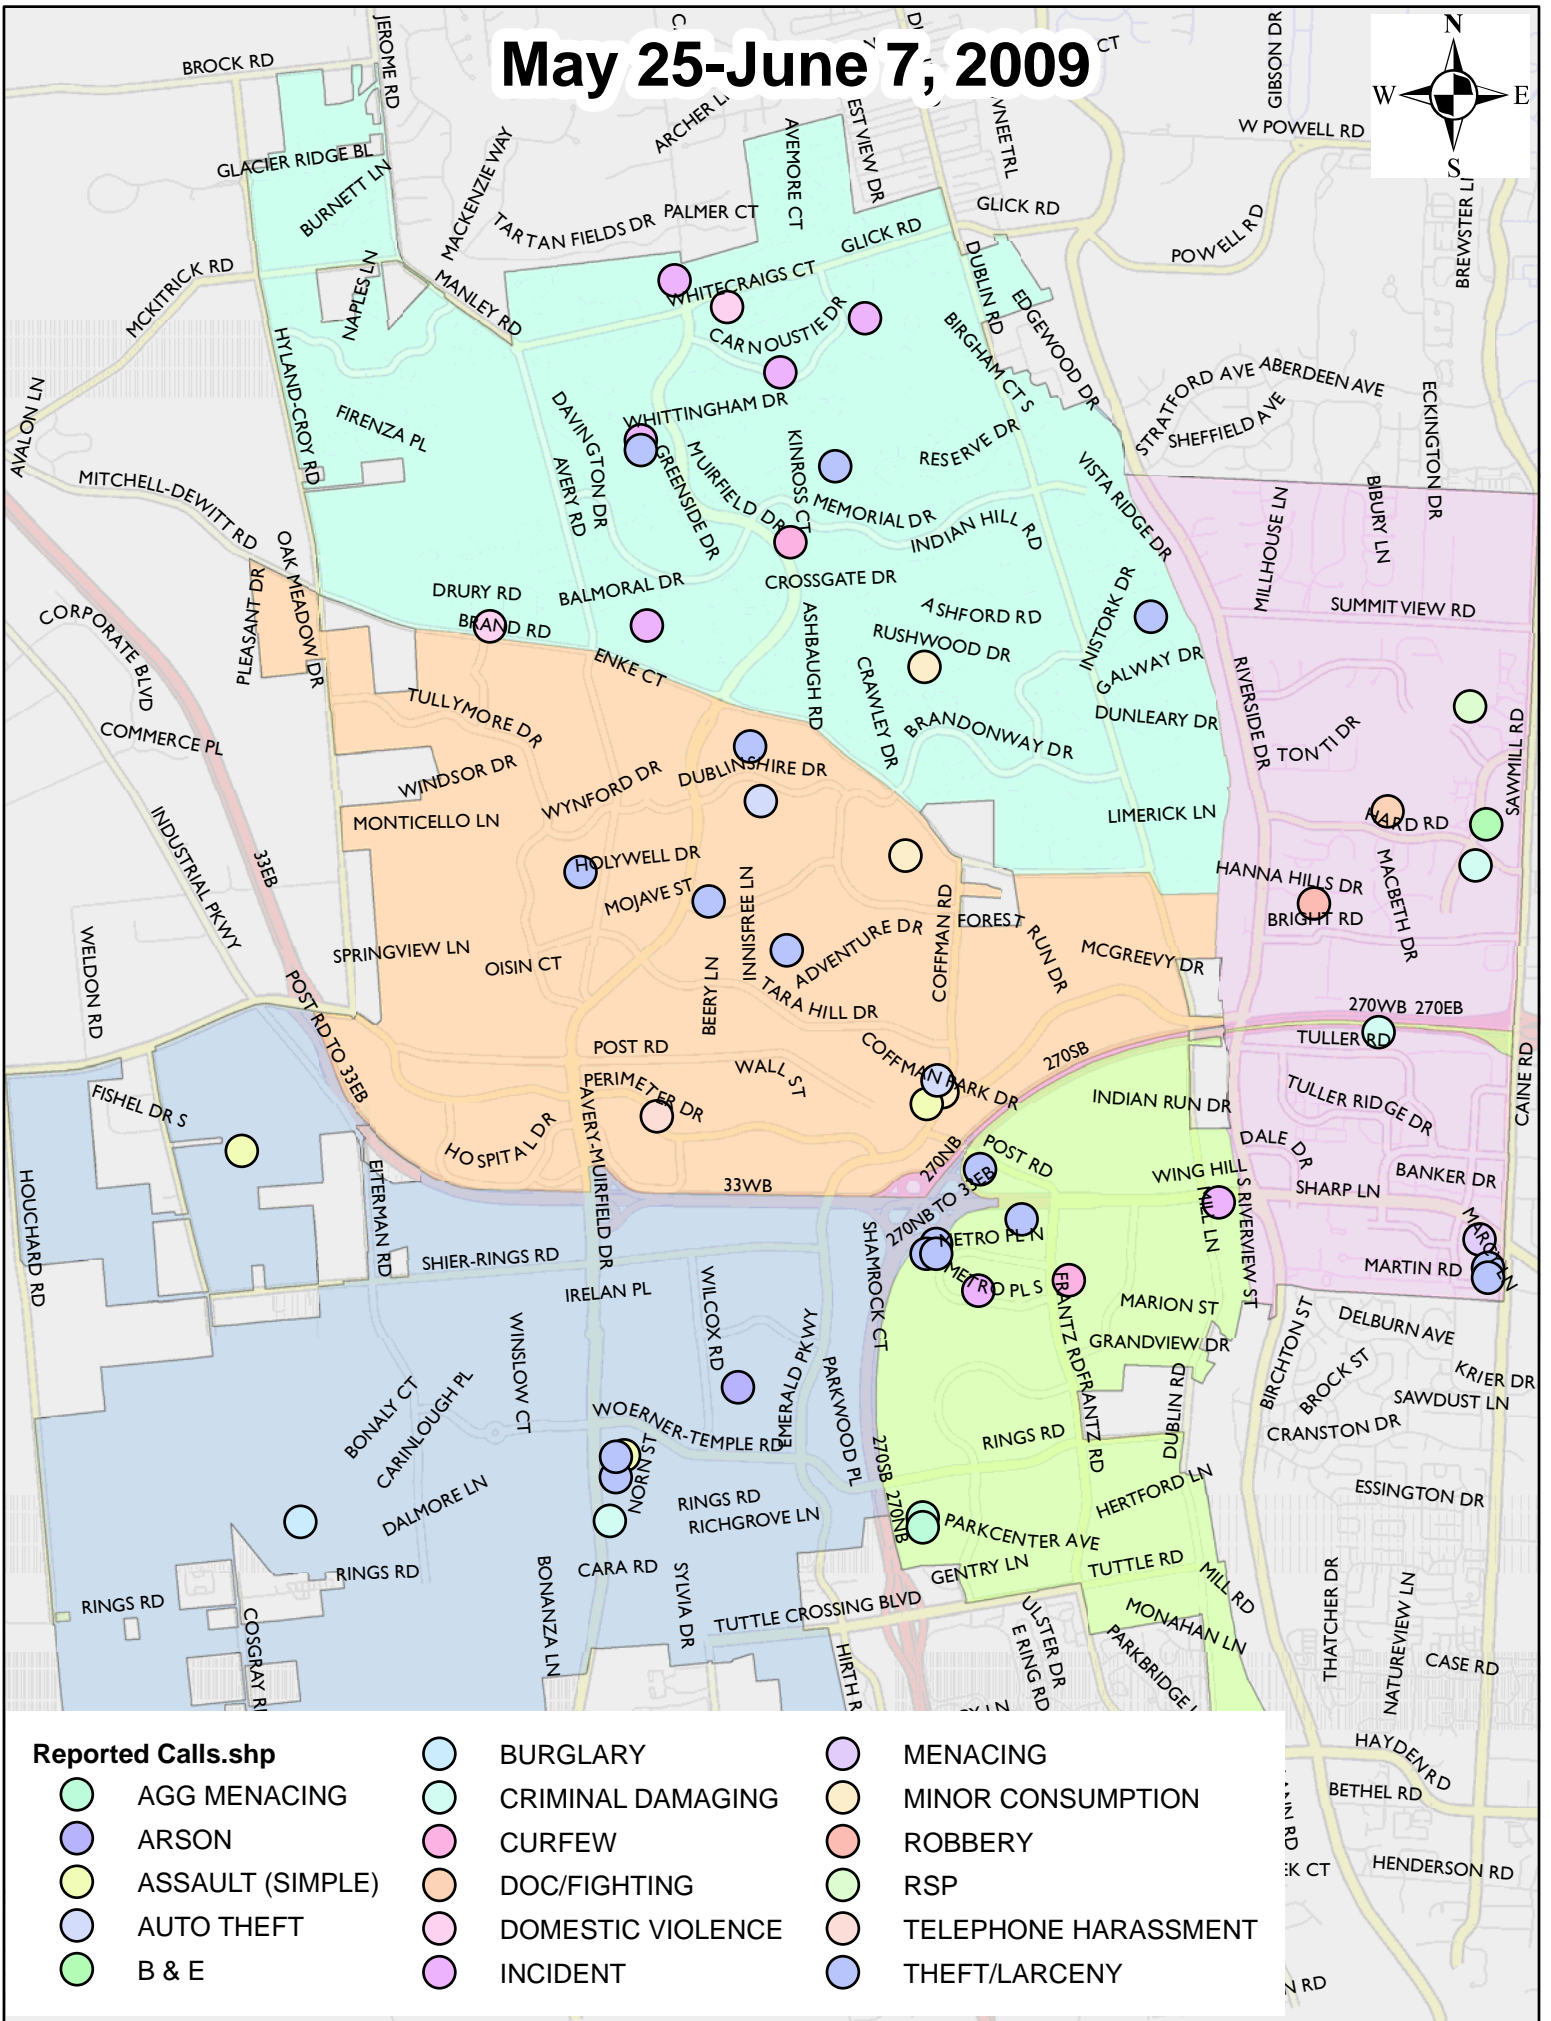 May 25-June 7, 2009
N
W E
S
BROCK RD
JEROME RD
CT
GIBSON DR
W POWELL RD
GLACIER RIDGE BL
BURNETT LN
MACKENZIE WAY
AVEMORE CT
PALMER CT
TARTAN FIELDS DR
GLICK RD
GLICK RD
POWELL RD
MCKITRICK RD
NAPLES LN
MANLEY RD
WHITECRAIGS CT
DUBLIN RD
EDGEWOOD DR
CARNOUSTIE DR
BIRGHAM CT S
HYLAND-CROY RD
AVALON LN
FIRENZA PL
DAVINGTON DR
WHITTINGHAM DR
STRATFORD AVE
ABERDEEN AVE
SHEFFIELD AVE
ECKINGTON DR
MITCHELL-DEWITT RD
AVERY RD
GREENSIDE DR
MUIRFIELD DR
KINROSS CT
RESERVE DR
MEMORIAL DR
INDIAN HILL RD
VISTA RIDGE DR
MILLHOUSE LN
BIBURY LN
OAK MEADOW DR
PLEASANT DR
DRURY RD
BALMORAL DR
CROSSGATE DR
BRAND RD
ENKE CT
ASHBAUGH RD
ASHFORD RD
RUSHWOOD DR
INISTORK DR
SUMMITVIEW RD
CORPORATE BLVD
COMMERCE PL
TULLYMORE DR
CRAWLEY DR
BRANDONWAY DR
GALWAY DR
DUNLEARY DR
RIVERSIDE DR
TONTI DR
SAWMILL RD
WINDSOR DR
WYNFORD DR
DUBLINSHIRE DR
MONTICELLO LN
LIMERICK LN
HARD RD
INDUSTRIAL PKWY
33EB
HOLYWELL DR
MOJAVE ST
INNISFREE LN
COFFMAN RD
HANNA HILLS DR
BRIGHT RD
MACBETH DR
WELDON RD
SPRINGVIEW LN
OISIN CT
BEERY LN
ADVENTURE DR
FOREST RUN DR
MCGREEVY DR
TARA HILL DR
POST RD TO 33EB
270WB 270EB
TULLER RD
CAINE RD
POST RD
WALL ST
COFFMAN PARK DR
270SB
PERIMETER DR
FISHEL DR S
INDIAN RUN DR
TULLER RIDGE DR
HOSPITAL DR
AVERY-MUIRFIELD DR
270NB
POST RD
DALE DR
WING HILL
BANKER DR
HOUCHARD RD
EITERMAN RD
33WB
270NB TO 33EB
MILL LN
S RIVERVIEW ST
SHARP LN
SHIER-RINGS RD
SHAMROCK CT
METRO PL N
METRO PL S
MARTIN RD
IRELAN PL
WILCOX RD
EMERALD PKWY
PARKWOOD PL
FRANTZ RD
FRANTZ RD
MARION ST
GRANDVIEW DR
BIRCHTON ST
DELBURN AVE
WINSLOW CT
BROCK ST
KRIER DR
SAWDUST LN
BONALY CT
CARINLOUGH PL
WOERNER-TEMPLE RD
DUBLIN RD
CRANSTON DR
RINGS RD
DALMORE LN
NORN ST
270SB
270NB
HERTFORD LN
ESSINGTON DR
RINGS RD
RICHGROVE LN
PARKCENTER AVE
RINGS RD
CARA RD
GENTRY LN
TUTTLE RD
MILL RD
RINGS RD
COSGRAY
BONANZA LN
SYLVIA DR
TUTTLE CROSSING BLVD
ULSTER DR
E RING RD
MONAHAN LN
THATCHER DR
NATUREVIEW LN
CASE RD
HAYDEN RD
BETHEL RD
HENDERSON RD
Reported Calls.shp
AGG MENACING
ARSON
ASSAULT (SIMPLE)
AUTO THEFT
B & E
BURGLARY
CRIMINAL DAMAGING
CURFEW
DOC/FIGHTING
DOMESTIC VIOLENCE
INCIDENT
MENACING
MINOR CONSUMPTION
ROBBERY
RSP
TELEPHONE HARASSMENT
THEFT/LARCENY